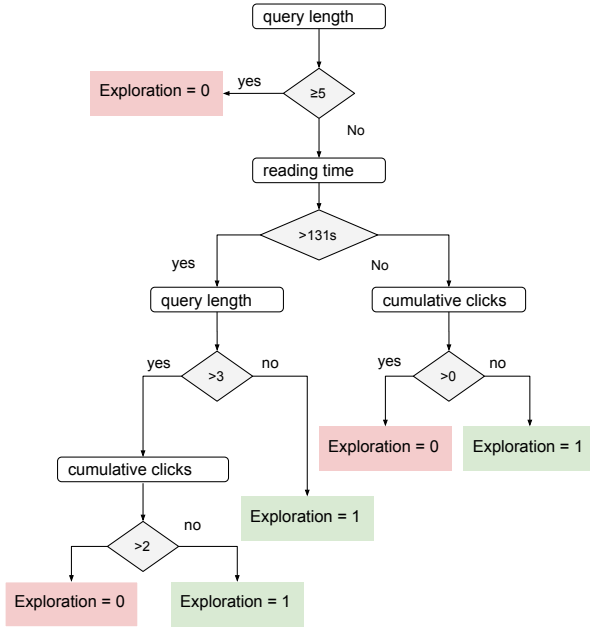 query length
yes
Exploration = 0
≥5
No
reading time
>131s
yes
No
query length
cumulative clicks
yes
>3
no
yes
>0
no
Exploration = 0
Exploration = 1
cumulative clicks
Exploration = 1
no
>2
Exploration = 0
Exploration = 1